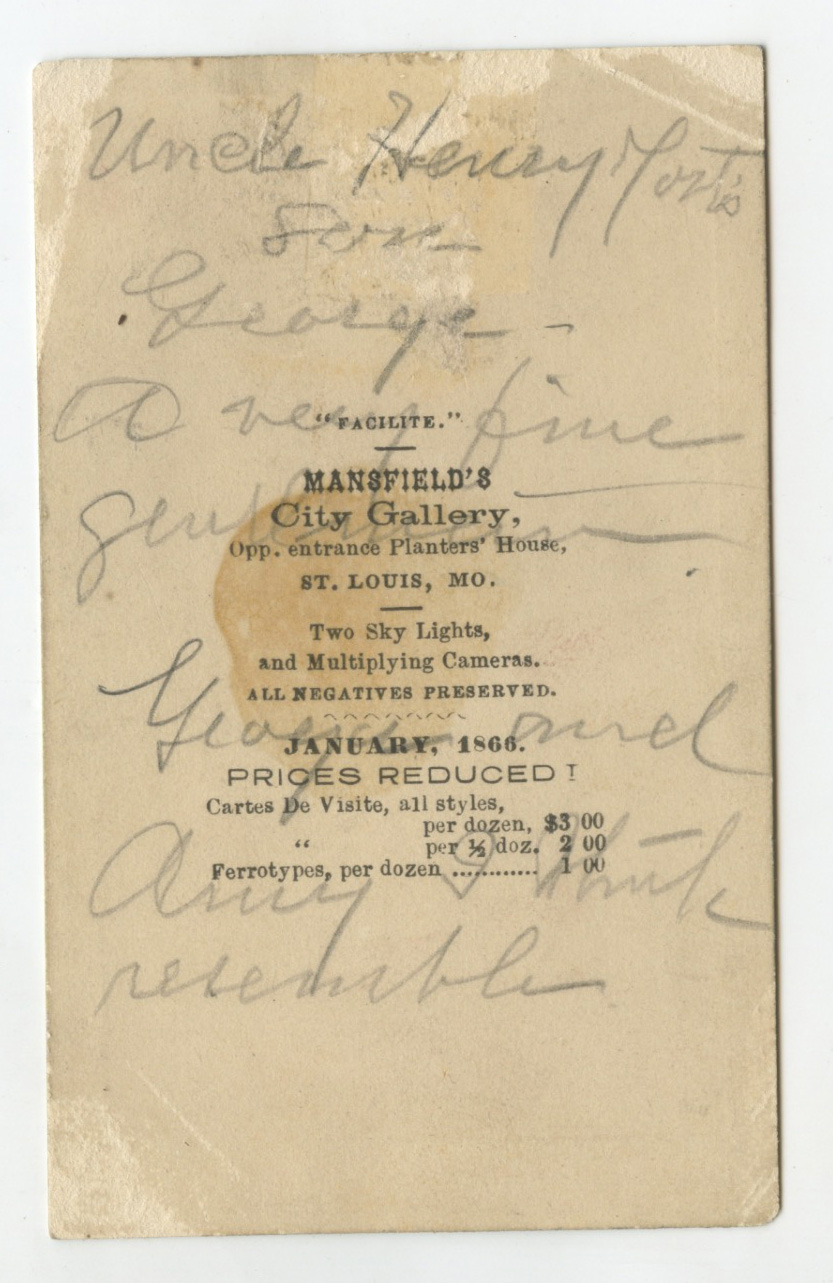 Uncle Henry
son
George -
A very fine
gentleman
"FACILITE."
MANSFIELD'S
City Gallery,
Opp. entrance Planters' House,
ST. LOUIS, MO.
Two Sky Lights,
and Multiplying Cameras.
ALL NEGATIVES PRESERVED.
George and
JANUARY, 1866.
PRICES REDUCED!
Cartes De Visite, all styles,
per dozen, $3 00
" per ½ doz. 2 00
Ferrotypes, per dozen ............ 1 00
I think
resemble